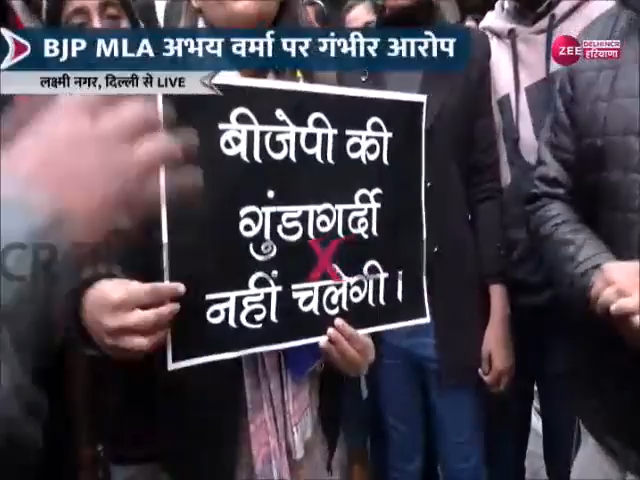 BJP MLA अभय वर्मा पर गंभीर आरोप
लक्ष्मी नगर, दिल्ली से LIVE
ZEE DELHI NCR हरियाणा
बीजेपी की
गुंडागर्दी
नहीं चलेगी।